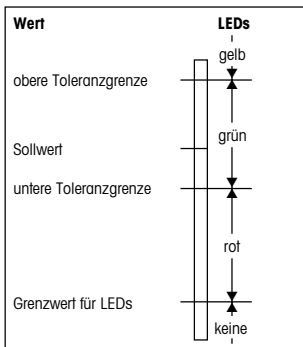 Wert LEDs
gelb
obere Toleranzgrenze
grün
Sollwert
untere Toleranzgrenze
rot
Grenzwert für LEDs
keine